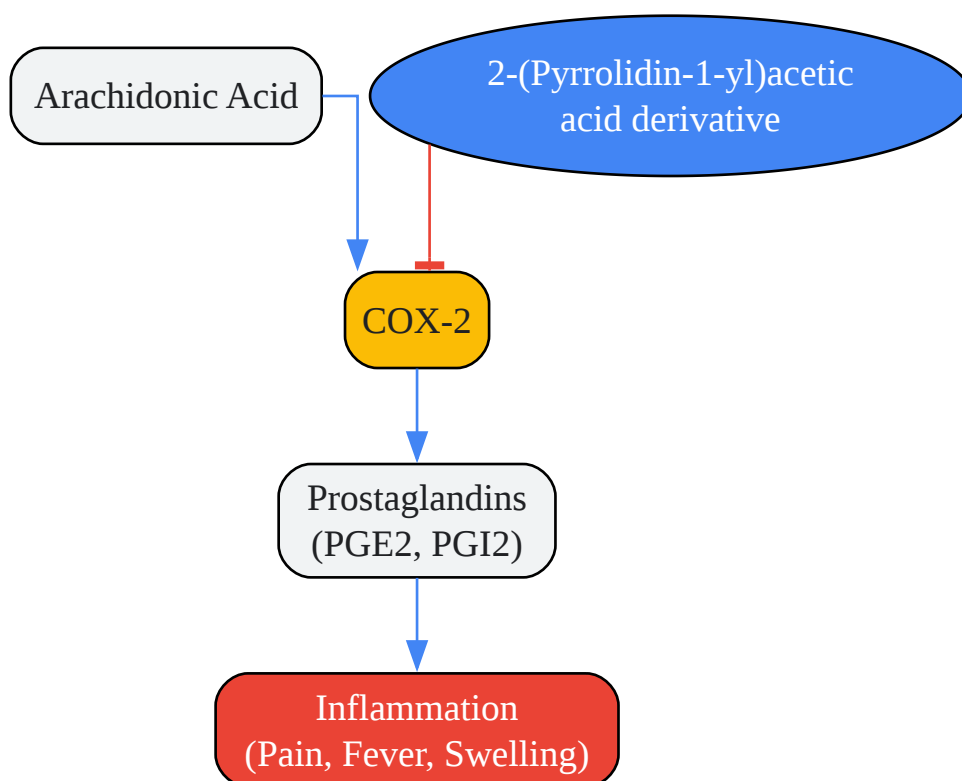 Arachidonic Acid
2-(Pyrrolidin-1-yl)acetic
acid derivative
COX-2
Prostaglandins
(PGE2, PGI2)
Inflammation
(Pain, Fever, Swelling)